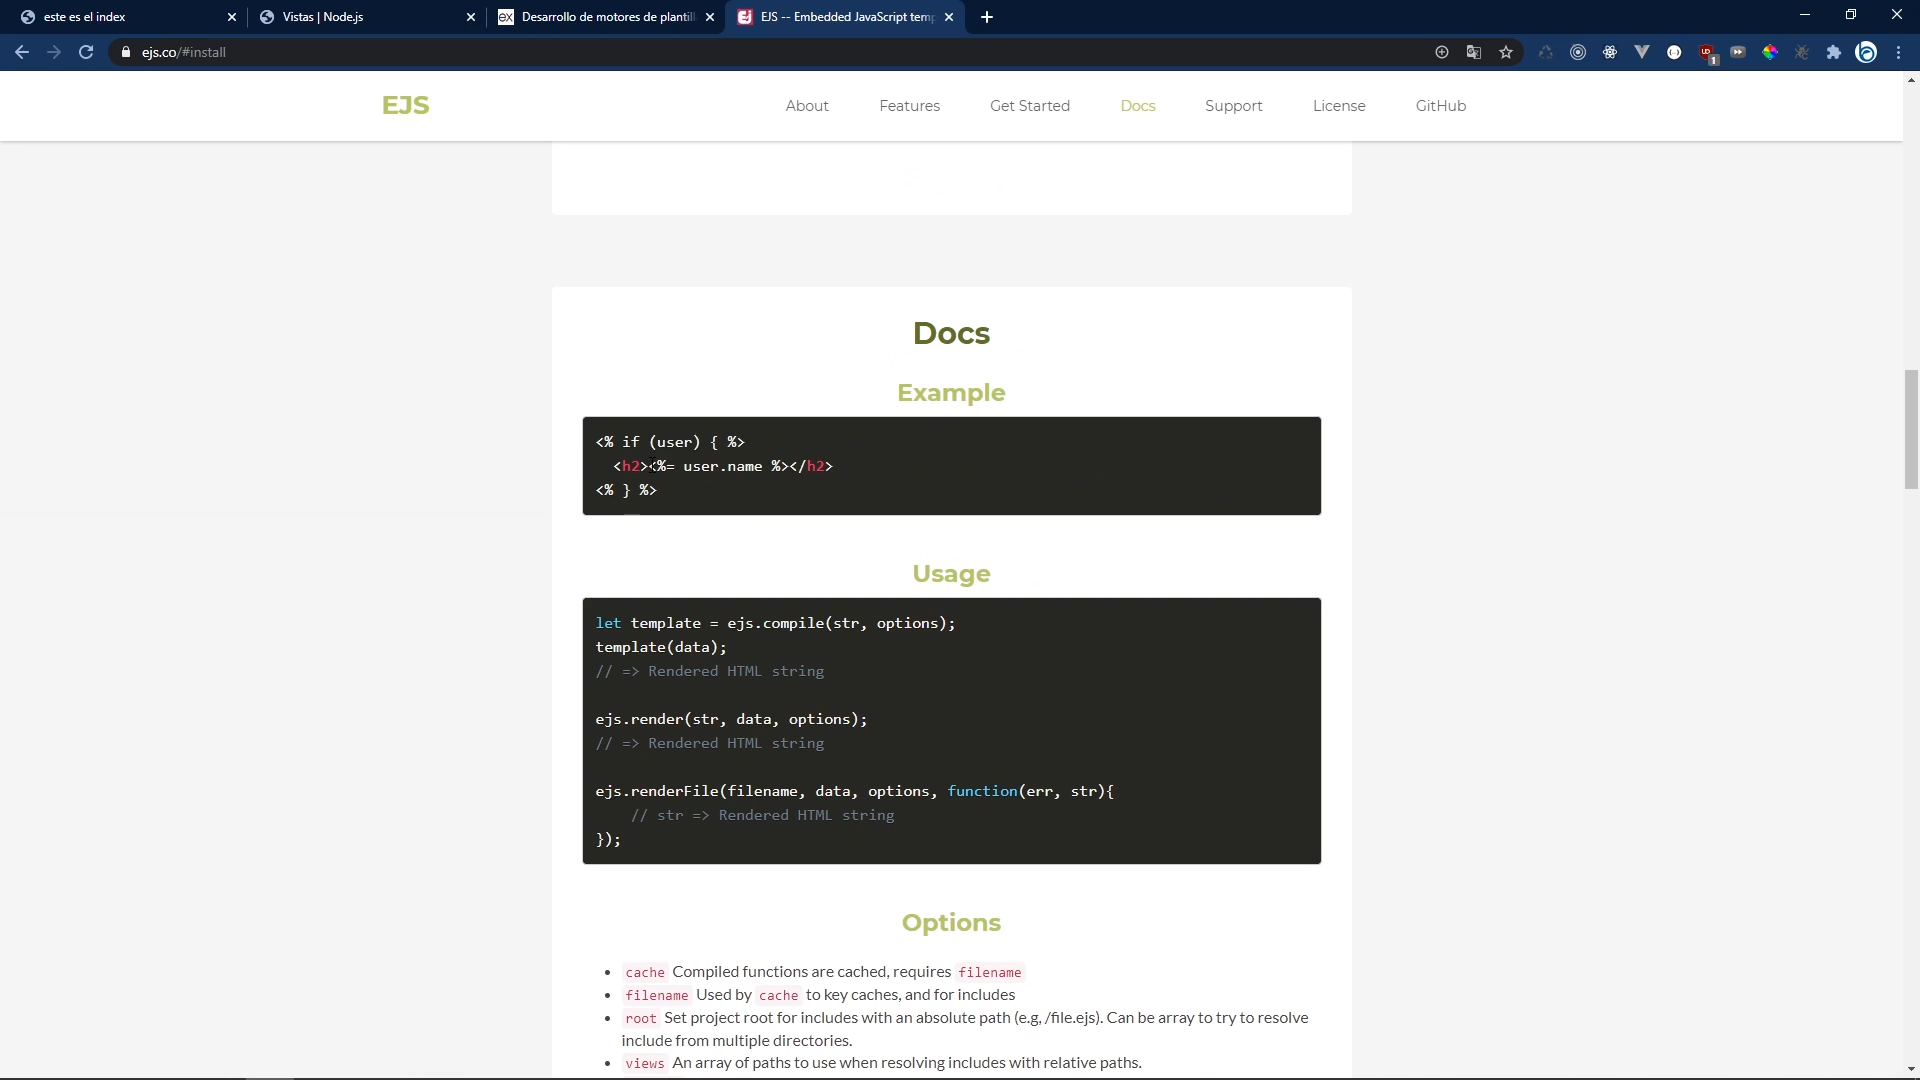 este es el index
Vistas | Node.js
Desarrollo de motores de plantill
EJS -- Embedded JavaScript temp
ejs.co/#install
EJS
About
Features
Get Started
Docs
Support
License
GitHub
Docs
Example
<% if (user) { %>
<h2><%= user.name %></h2>
<% } %>
Usage
let template = ejs.compile(str, options);
template(data);
// => Rendered HTML string
ejs.render(str, data, options);
// => Rendered HTML string
ejs.renderFile(filename, data, options, function(err, str){
// str => Rendered HTML string
});
Options
cache Compiled functions are cached, requires filename
filename Used by cache to key caches, and for includes
root Set project root for includes with an absolute path (e.g, /file.ejs). Can be array to try to resolve
include from multiple directories.
views An array of paths to use when resolving includes with relative paths.